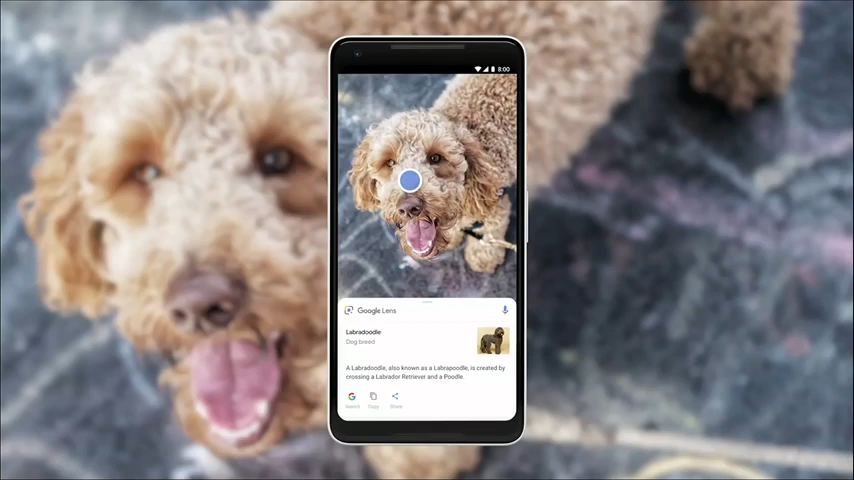 8:00
Google Lens
Labradoodle
Dog breed
A Labradoodle, also known as a Labrapoodle, is created by
crossing a Labrador Retriever and a Poodle.
Search Copy Share